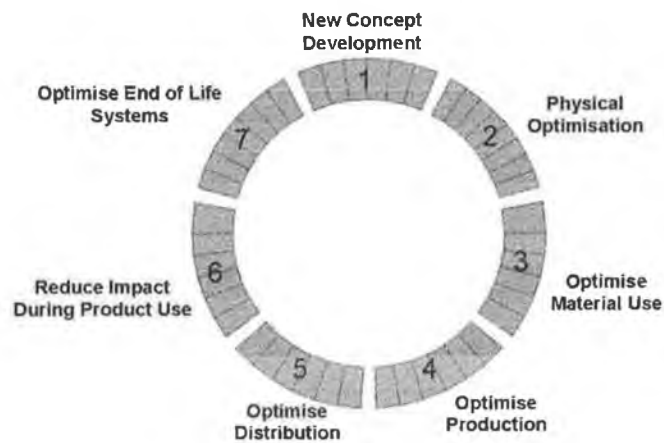 New Concept
Development
1
Physical
Optimisation
2
Optimise
Material Use
3
Optimise
Production
4
Optimise
Distribution
5
Reduce Impact
During Product Use
6
Optimise End of Life
Systems
7